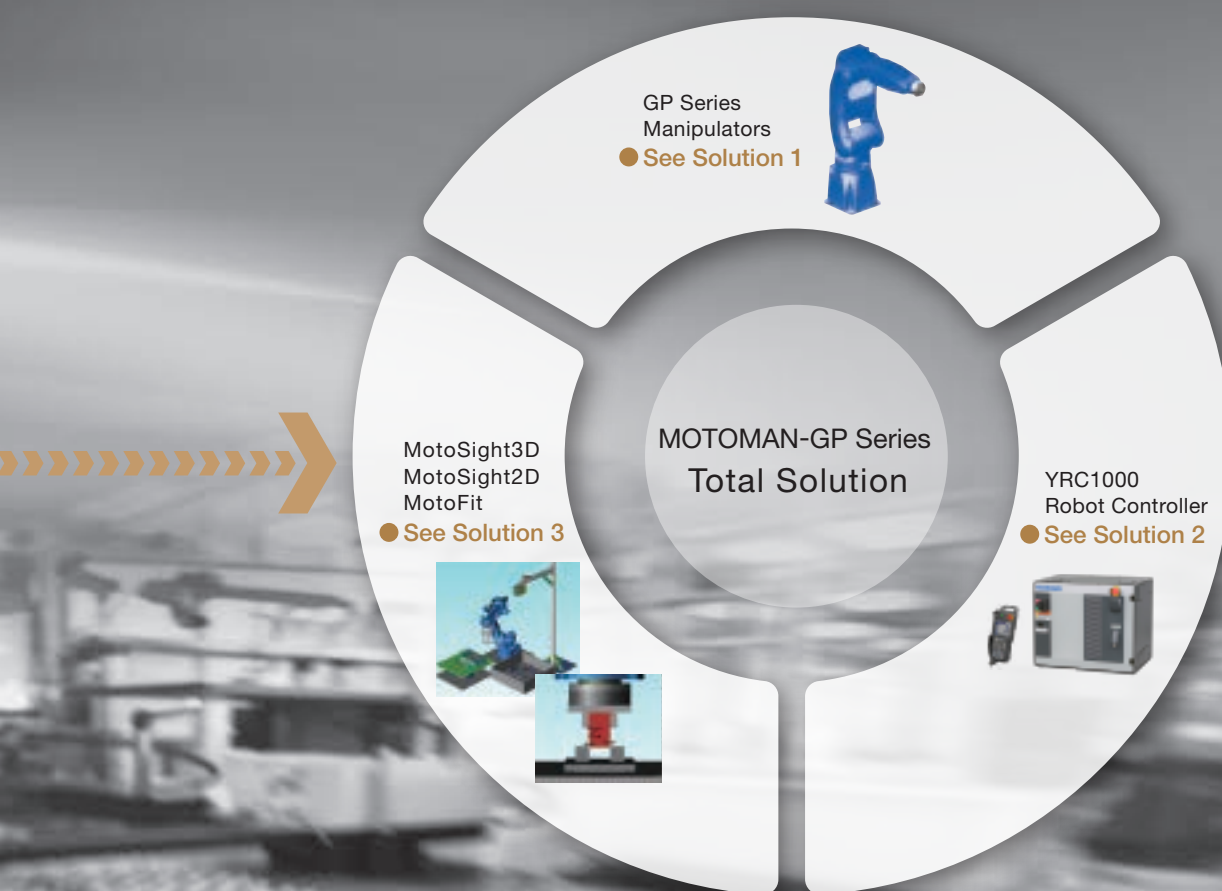 GP Series
Manipulators
See Solution 1
MOTOMAN-GP Series
Total Solution
MotoSight3D
MotoSight2D
MotoFit
See Solution 3
YRC1000
Robot Controller
See Solution 2